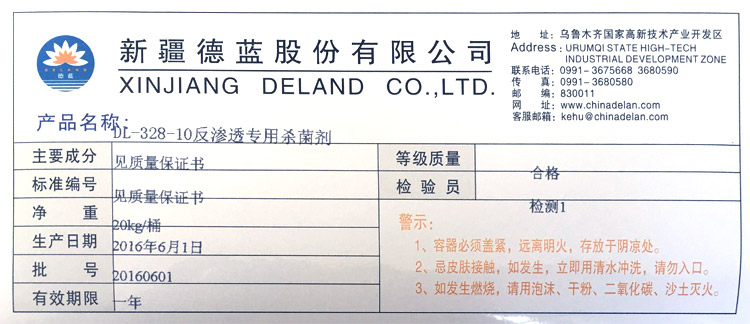 德蓝
新疆德蓝股份有限公司
XINJIANG DELAND CO.,LTD.
地 址：乌鲁木齐国家高新技术产业开发区
Address：URUMQI STATE HIGH-TECH
INDUSTRIAL DEVELOPMENT ZONE
联系电话：0991-3675668 3680590
传 真：0991-3680580
邮 编：830011
网 址：www.chinadelan.com
客服邮箱：kehu@chinadelan.com
产品名称：DL-328-10反渗透专用杀菌剂
主要成分 见质量保证书 等级质量 合格
标准编号 见质量保证书 检验员 检测1
净 重 20kg/桶
生产日期 2016年6月1日
批 号 20160601
有效期限 一年
警示：
1、容器必须盖紧，远离明火，存放于阴凉处。
2、忌皮肤接触，如发生，立即用清水冲洗，请勿入口。
3、如发生燃烧，请用泡沫、干粉、二氧化碳、沙土灭火。